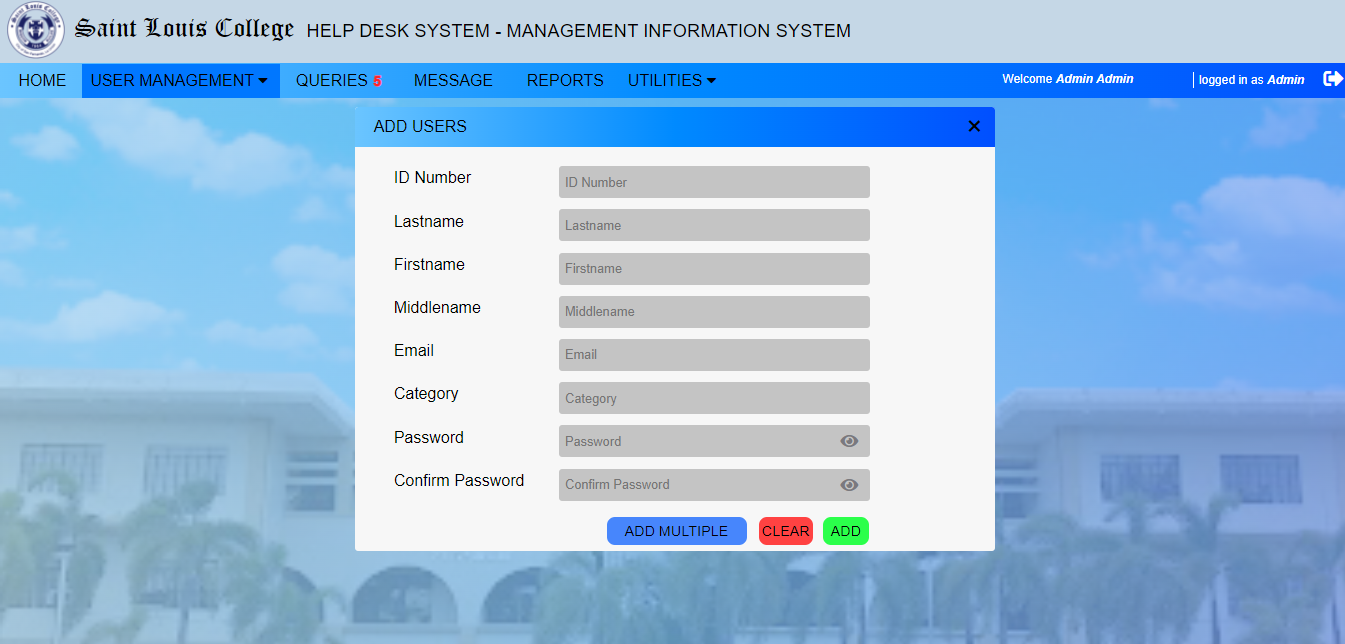 Saint Louis College HELP DESK SYSTEM - MANAGEMENT INFORMATION SYSTEM
HOME USER MANAGEMENT QUERIES 5 MESSAGE REPORTS UTILITIES Welcome Admin Admin | logged in as Admin
ADD USERS
ID Number ID Number
Lastname Lastname
Firstname Firstname
Middlename Middlename
Email Email
Category Category
Password Password
Confirm Password Confirm Password
ADD MULTIPLE CLEAR ADD